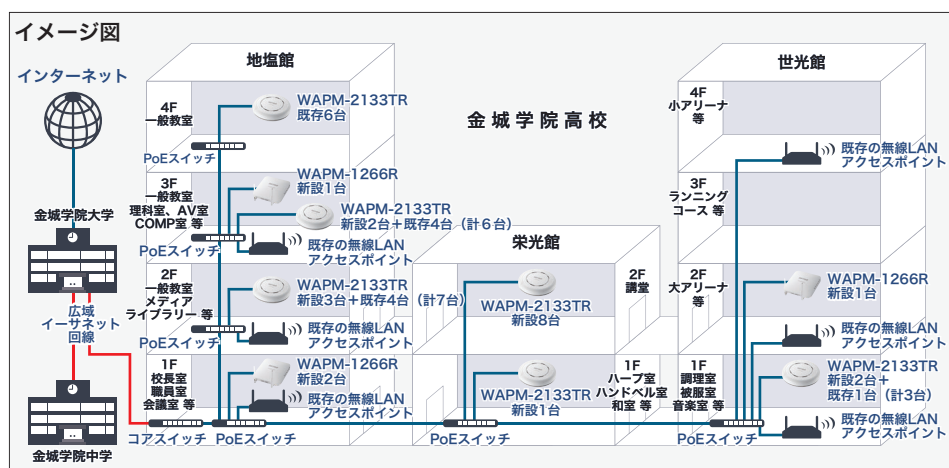 イメージ図
インターネット
金城学院大学
広域
イーサネット
回線
金城学院中学
金城学院高校
地塩館
4F
一般教室
WAPM-2133TR
既存6台
PoEスイッチ
3F
一般教室
理科室、AV室
COMP室 等
WAPM-1266R
新設1台
WAPM-2133TR
新設2台＋既存4台（計6台）
PoEスイッチ
既存の無線LAN
アクセスポイント
2F
一般教室
メディア
ライブラリー 等
WAPM-2133TR
新設3台＋既存4台（計7台）
PoEスイッチ
既存の無線LAN
アクセスポイント
1F
校長室
職員室
会議室 等
WAPM-1266R
新設2台
既存の無線LAN
アクセスポイント
コアスイッチ
PoEスイッチ
栄光館
2F
講堂
WAPM-2133TR
新設8台
1F
ハープ室
ハンドベル室
和室 等
WAPM-2133TR
新設1台
PoEスイッチ
世光館
4F
小アリーナ
等
既存の無線LAN
アクセスポイント
3F
ランニング
コース 等
2F
大アリーナ
等
WAPM-1266R
新設1台
既存の無線LAN
アクセスポイント
1F
調理室
被服室
音楽室 等
WAPM-2133TR
新設2台＋
既存1台（計3台）
既存の無線LAN
アクセスポイント
PoEスイッチ